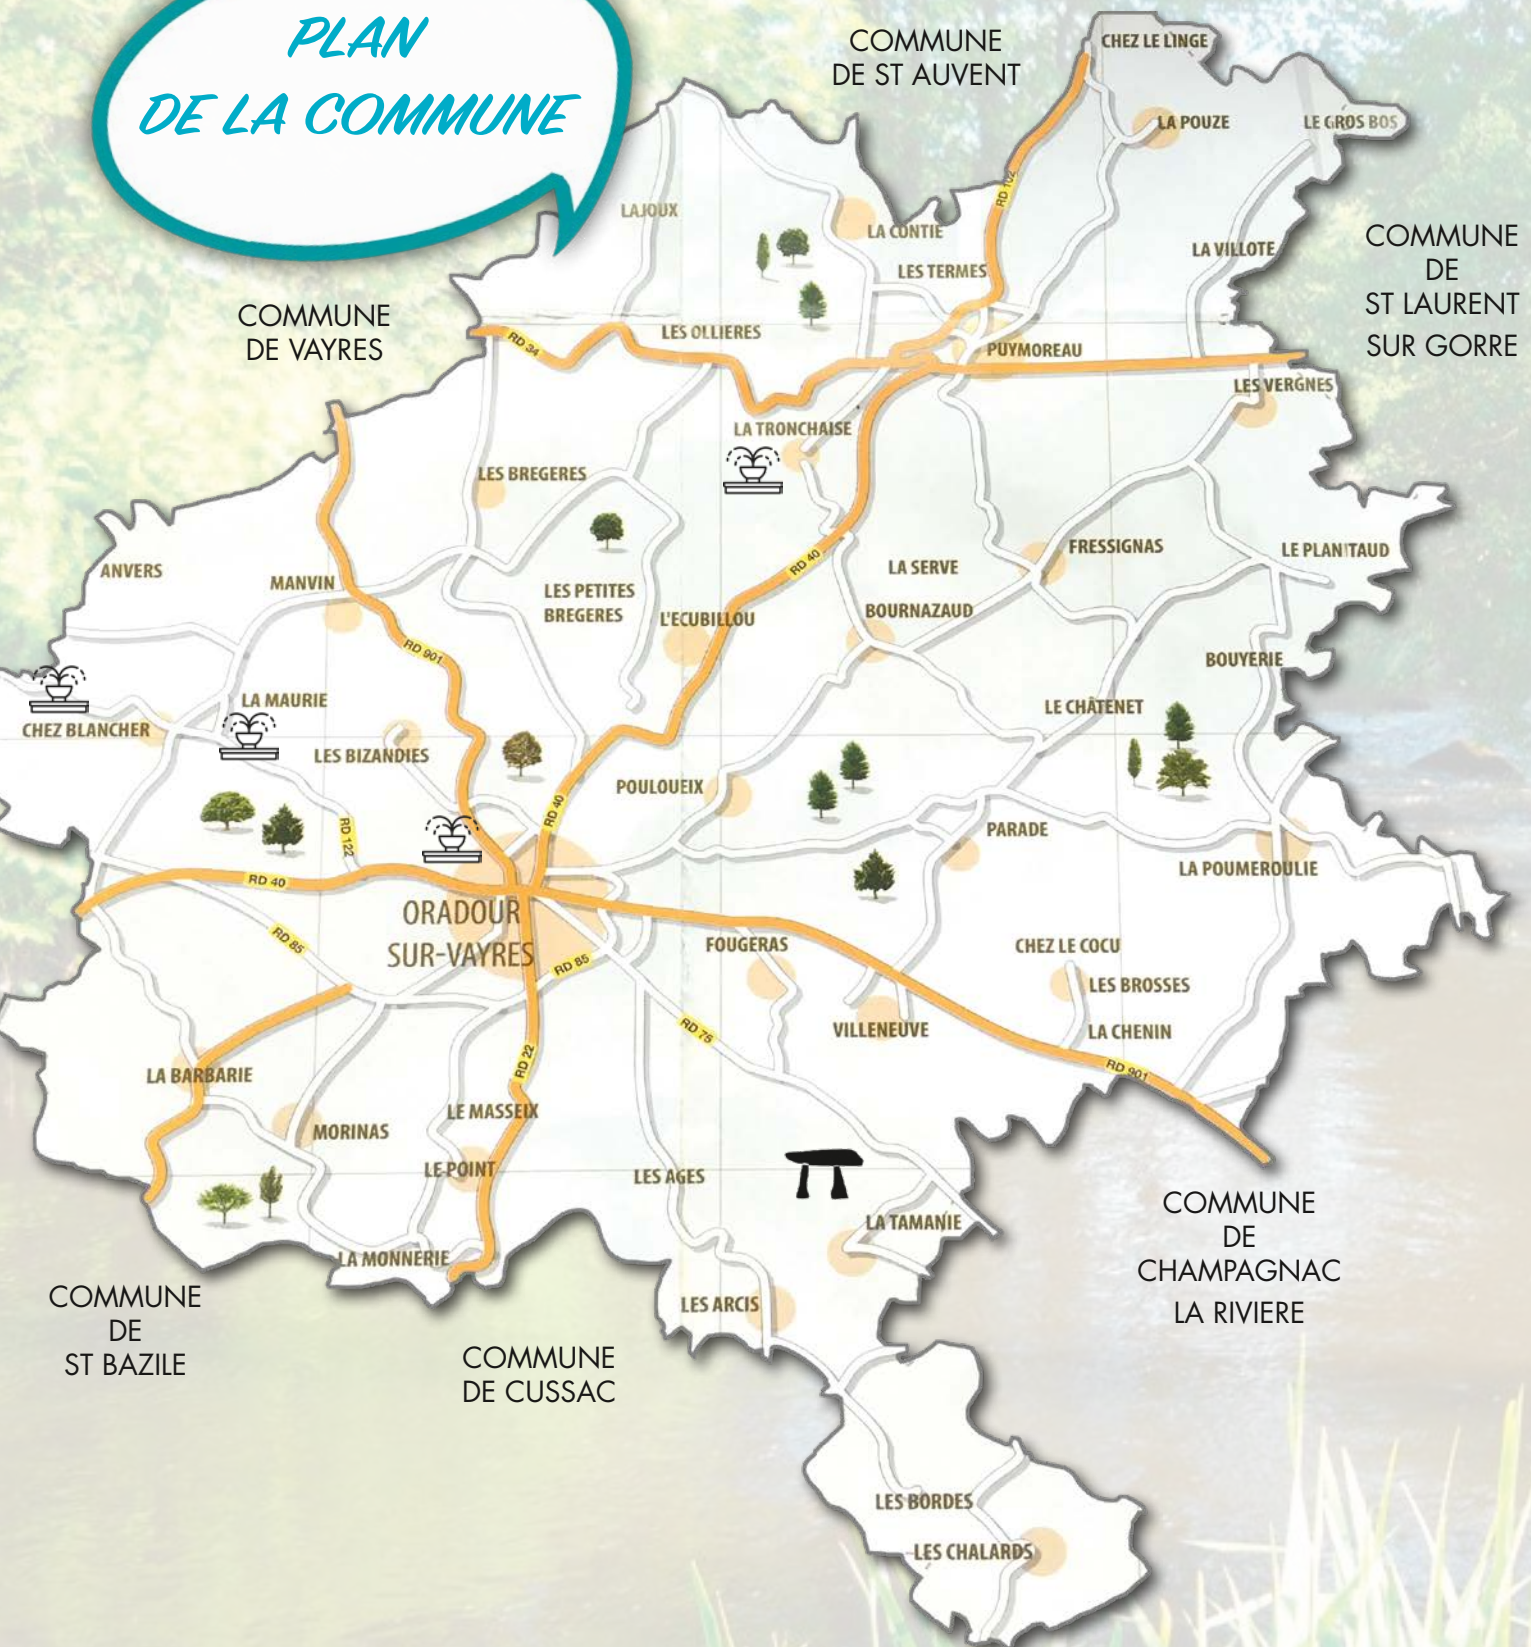 PLAN
DE LA COMMUNE
COMMUNE
DE ST AUVENT
CHEZ LE LINGE
LA POUZE
LE GROS BOS
RD 102
LAJOUX
LA CONTIE
LES TERMES
LA VILLOTE
COMMUNE
DE
ST LAURENT
SUR GORRE
COMMUNE
DE VAYRES
RD 34
LES OLLIERES
PUYMOREAU
LES VERGNES
LA TRONCHAISE
LES BREGERES
ANVERS
MANVIN
LES PETITES
BREGERES
L'ECUBILLOU
RD 40
LA SERVE
BOURNAZAUD
FRESSIGNAS
LE PLANITAUD
RD 901
BOUYERIE
LA MAURIE
CHEZ BLANCHER
LES BIZANDIES
LE CHÂTENET
POULOUEIX
RD 40
RD 122
PARADE
LA POUMEROULIE
RD 40
ORADOUR
SUR-VAYRES
RD 85
RD 85
FOUGERAS
CHEZ LE COCU
LES BROSSES
VILLENEUVE
LA CHENIN
RD 75
RD 22
RD 901
LA BARBARIE
LE MASSEIX
MORINAS
LE POINT
LES AGES
LA TAMANIE
LA MONNERIE
LES ARCIS
COMMUNE
DE
CHAMPAGNAC
LA RIVIERE
COMMUNE
DE
ST BAZILE
COMMUNE
DE CUSSAC
LES BORDES
LES CHALARDS